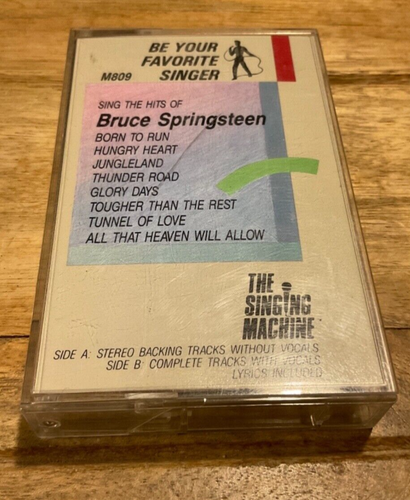 BE YOUR
FAVORITE
M809 SINGER
SING THE HITS OF
Bruce Springsteen
BORN TO RUN
HUNGRY HEART
JUNGLELAND
THUNDER ROAD
GLORY DAYS
TOUGHER THAN THE REST
TUNNEL OF LOVE
ALL THAT HEAVEN WILL ALLOW
THE
SINGING
MACHINE
SIDE A: STEREO BACKING TRACKS WITHOUT VOCALS
SIDE B: COMPLETE TRACKS WITH VOCALS
LYRICS INCLUDED